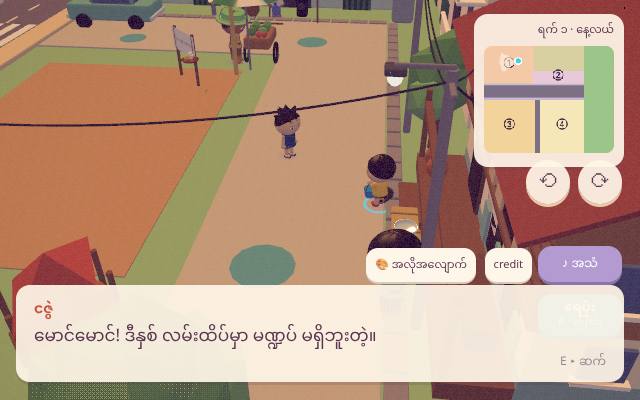 ရက် ၁ · နေ့လယ်
①
②
③
④
🎨 အလိုအလျောက်
credit
♪ အသံ
ငဇွဲ
မောင်မောင်! ဒီနှစ် လမ်းထိပ်မှာ မဏ္ဍပ် မရှိဘူးတဲ့။
E • ဆက်